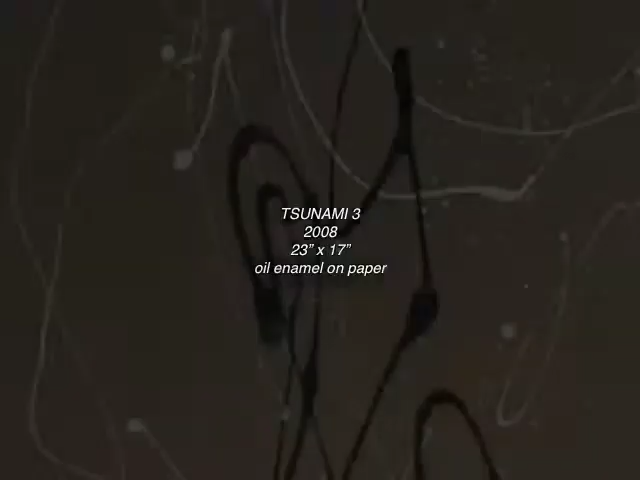 TSUNAMI 3
2008
23” x 17”
oil enamel on paper